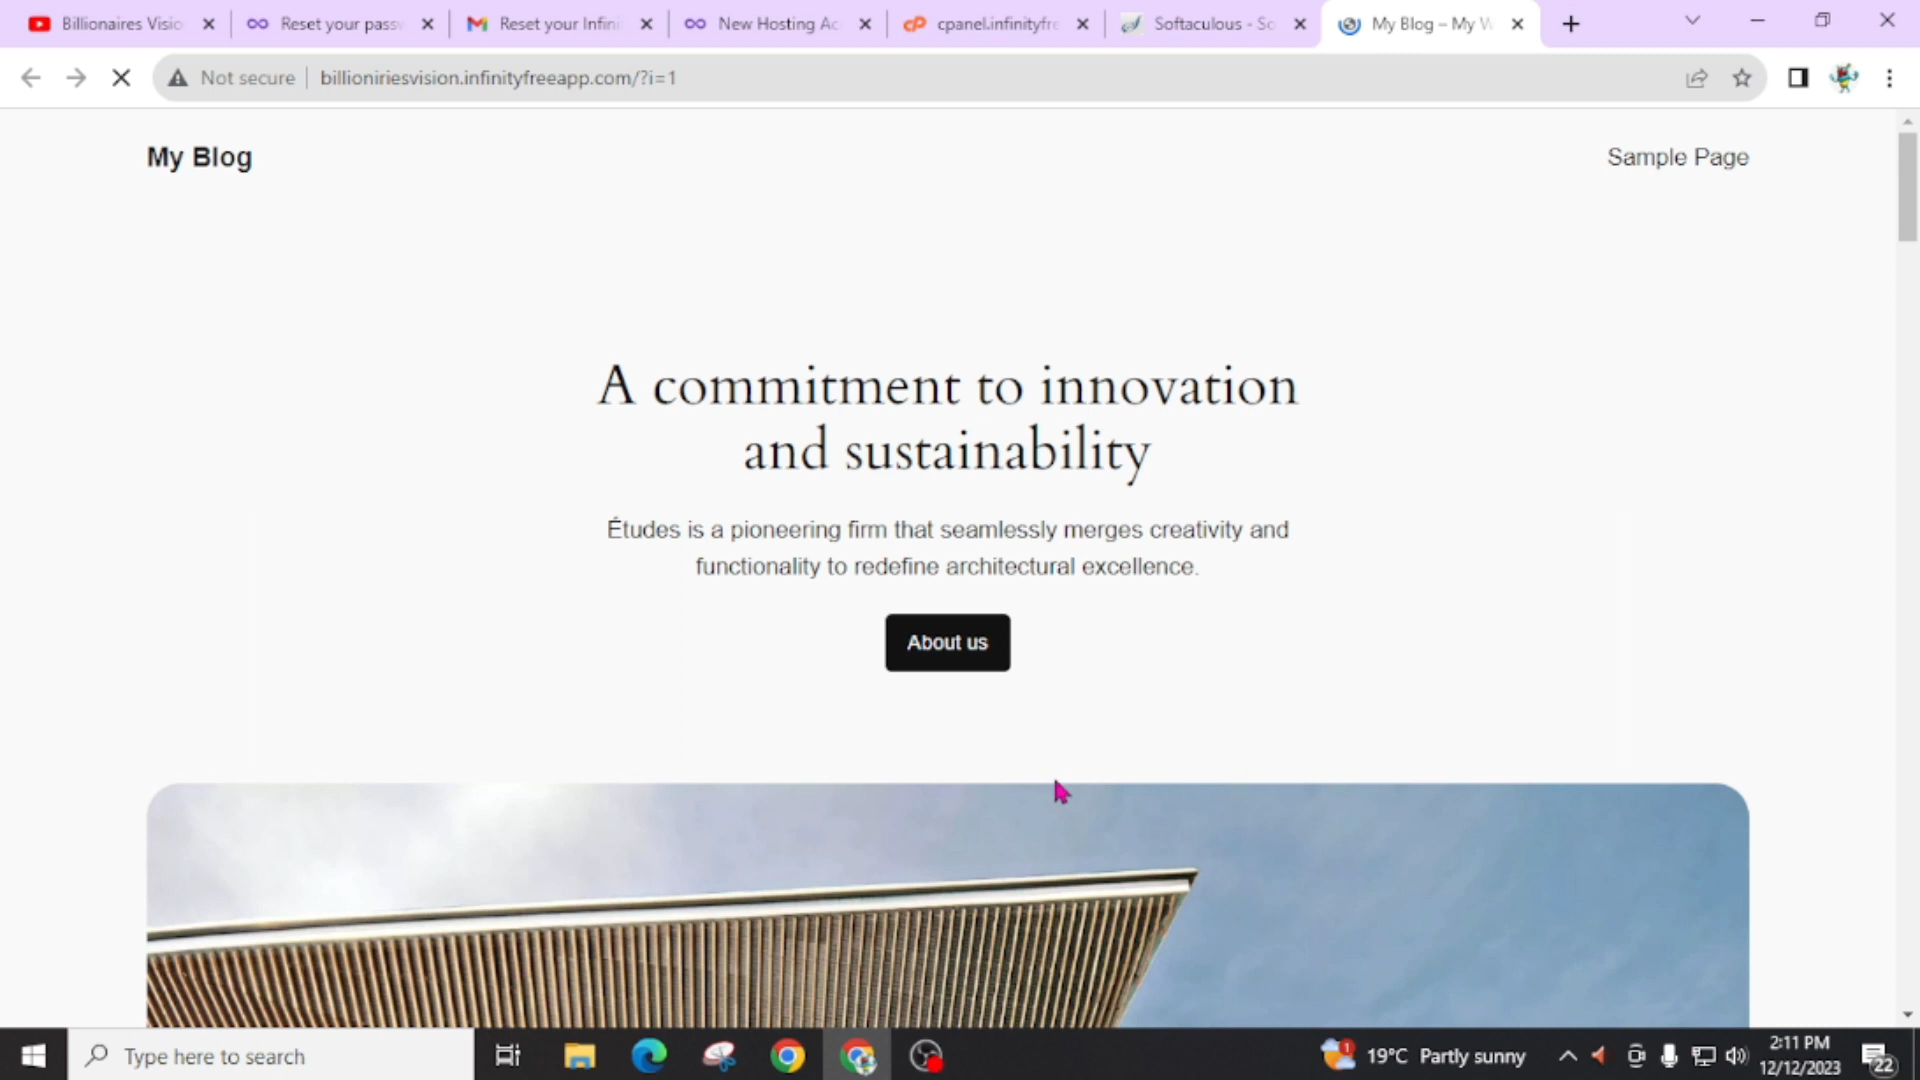 Billionaires Visio
Reset your passw
Reset your Infini
New Hosting Ac
cpanel.infinityfre
Softaculous - So
My Blog – My W
Not secure
billioniriesvision.infinityfreeapp.com/?i=1
My Blog
Sample Page
A commitment to innovation
and sustainability
Études is a pioneering firm that seamlessly merges creativity and
functionality to redefine architectural excellence.
About us
Type here to search
1
19°C Partly sunny
2:11 PM
12/12/2023
22